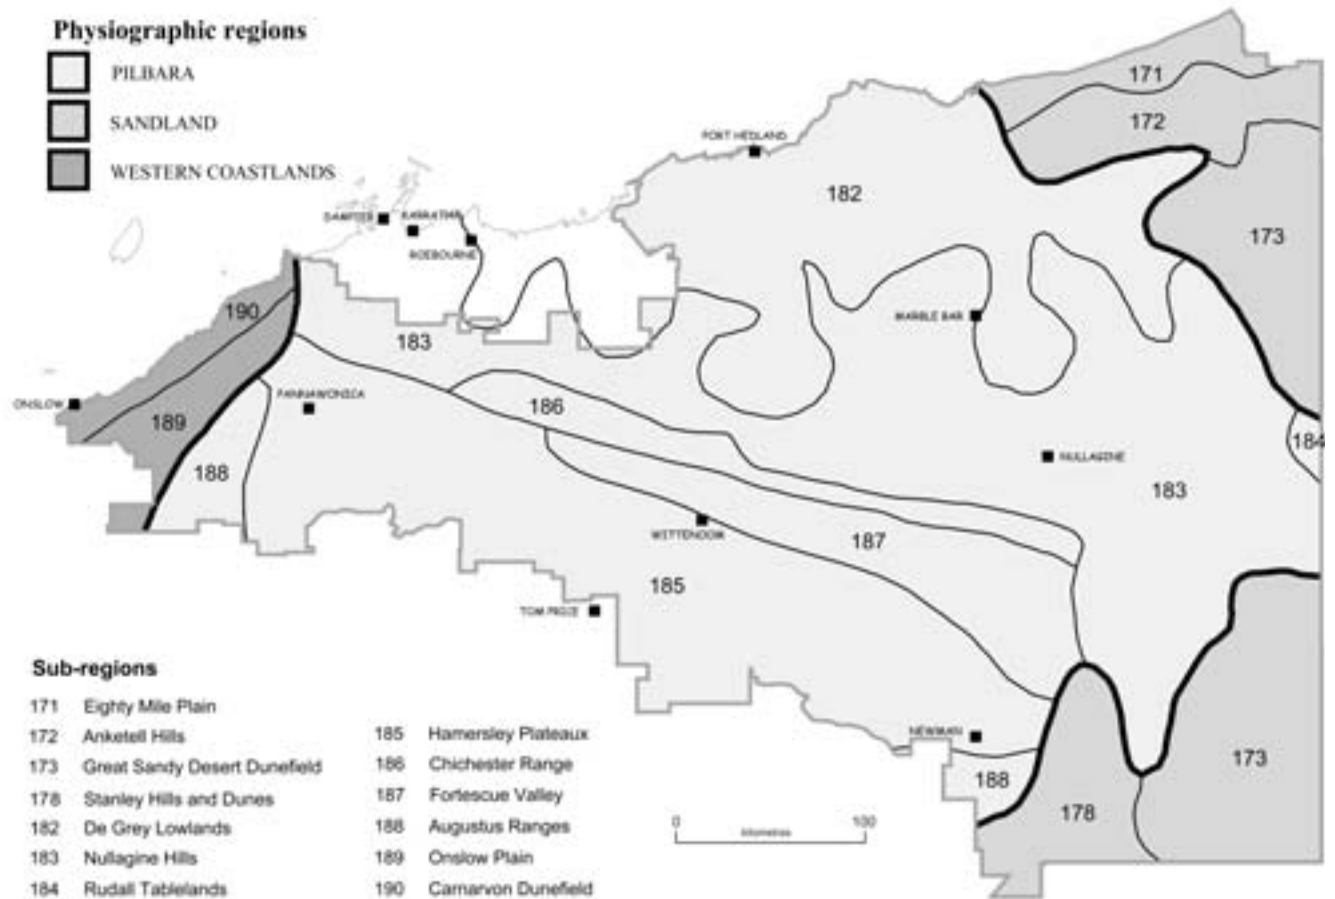 Physiographic regions
PILBARA
SANDLAND
WESTERN COASTLANDS
171
172
PORT HEDLAND
182
173
DAMPIER
KARRATHA
ROEBOURNE
190
MARBLE BAR
183
PANNAWONICA
ONSLOW
186
189
184
188
NULLAGINE
183
WITTENOOM
187
185
TOM PRICE
NEWMAN
188
173
178
0 100
kilometres
Sub-regions
171 Eighty Mile Plain
172 Anketell Hills
173 Great Sandy Desert Dunefield
178 Stanley Hills and Dunes
182 De Grey Lowlands
183 Nullagine Hills
184 Rudall Tablelands
185 Hamersley Plateaux
186 Chichester Range
187 Fortescue Valley
188 Augustus Ranges
189 Onslow Plain
190 Carnarvon Dunefield